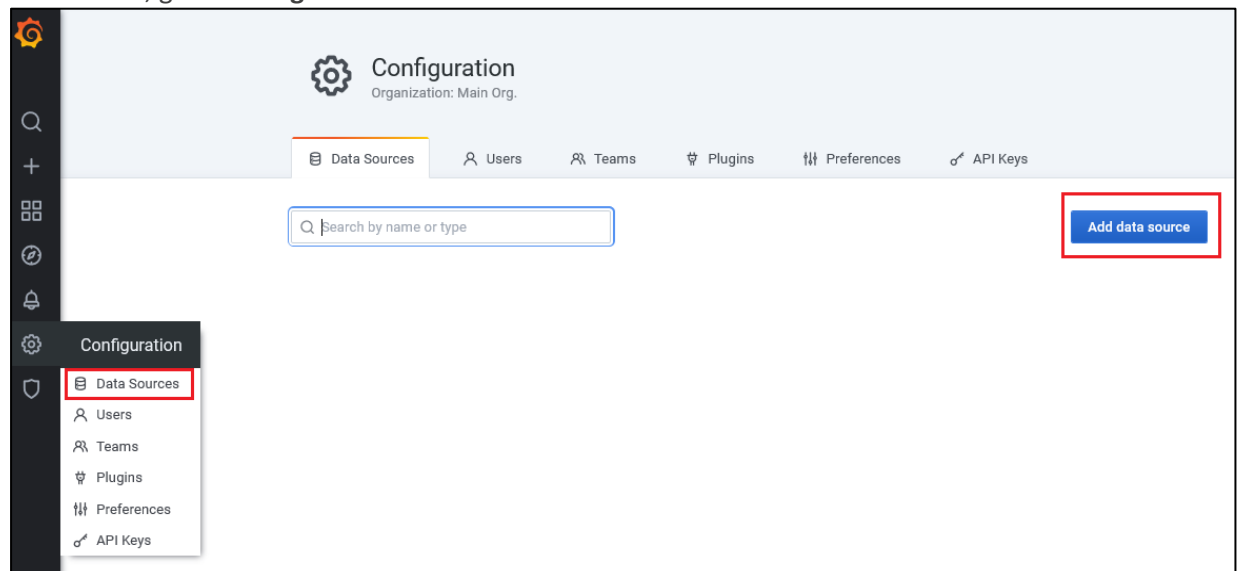 Configuration
Organization: Main Org.
Data Sources Users Teams Plugins Preferences API Keys
Search by name or type
Add data source
Configuration
Data Sources
Users
Teams
Plugins
Preferences
API Keys